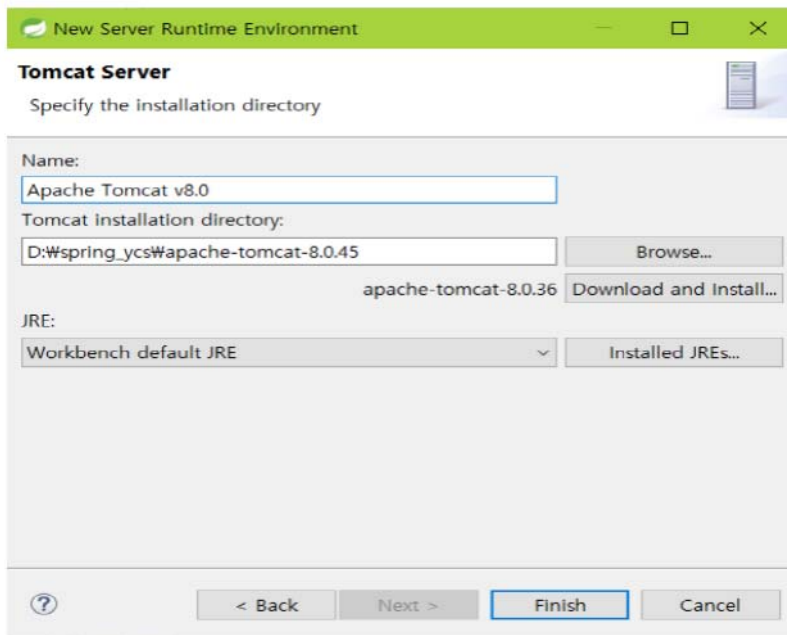 New Server Runtime Environment
Tomcat Server
Specify the installation directory
Name:
Apache Tomcat v8.0
Tomcat installation directory:
D:₩spring_ycs₩apache-tomcat-8.0.45
Browse...
apache-tomcat-8.0.36 Download and Install...
JRE:
Workbench default JRE
Installed JREs...
? < Back Next > Finish Cancel